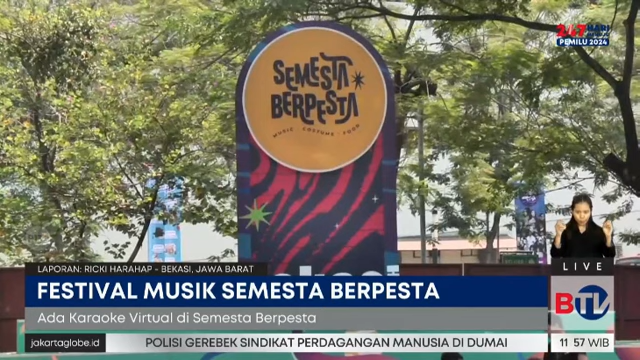 247 HARI
PEMILU 2024
SEMESTA
BERPESTA
MUSIC · COSTUME · FOOD
LAPORAN: RICKI HARAHAP - BEKASI, JAWA BARAT
FESTIVAL MUSIK SEMESTA BERPESTA
Ada Karaoke Virtual di Semesta Berpesta
LIVE
BTV
jakartaglobe.id
POLISI GEREBEK SINDIKAT PERDAGANGAN MANUSIA DI DUMAI
11 57 WIB